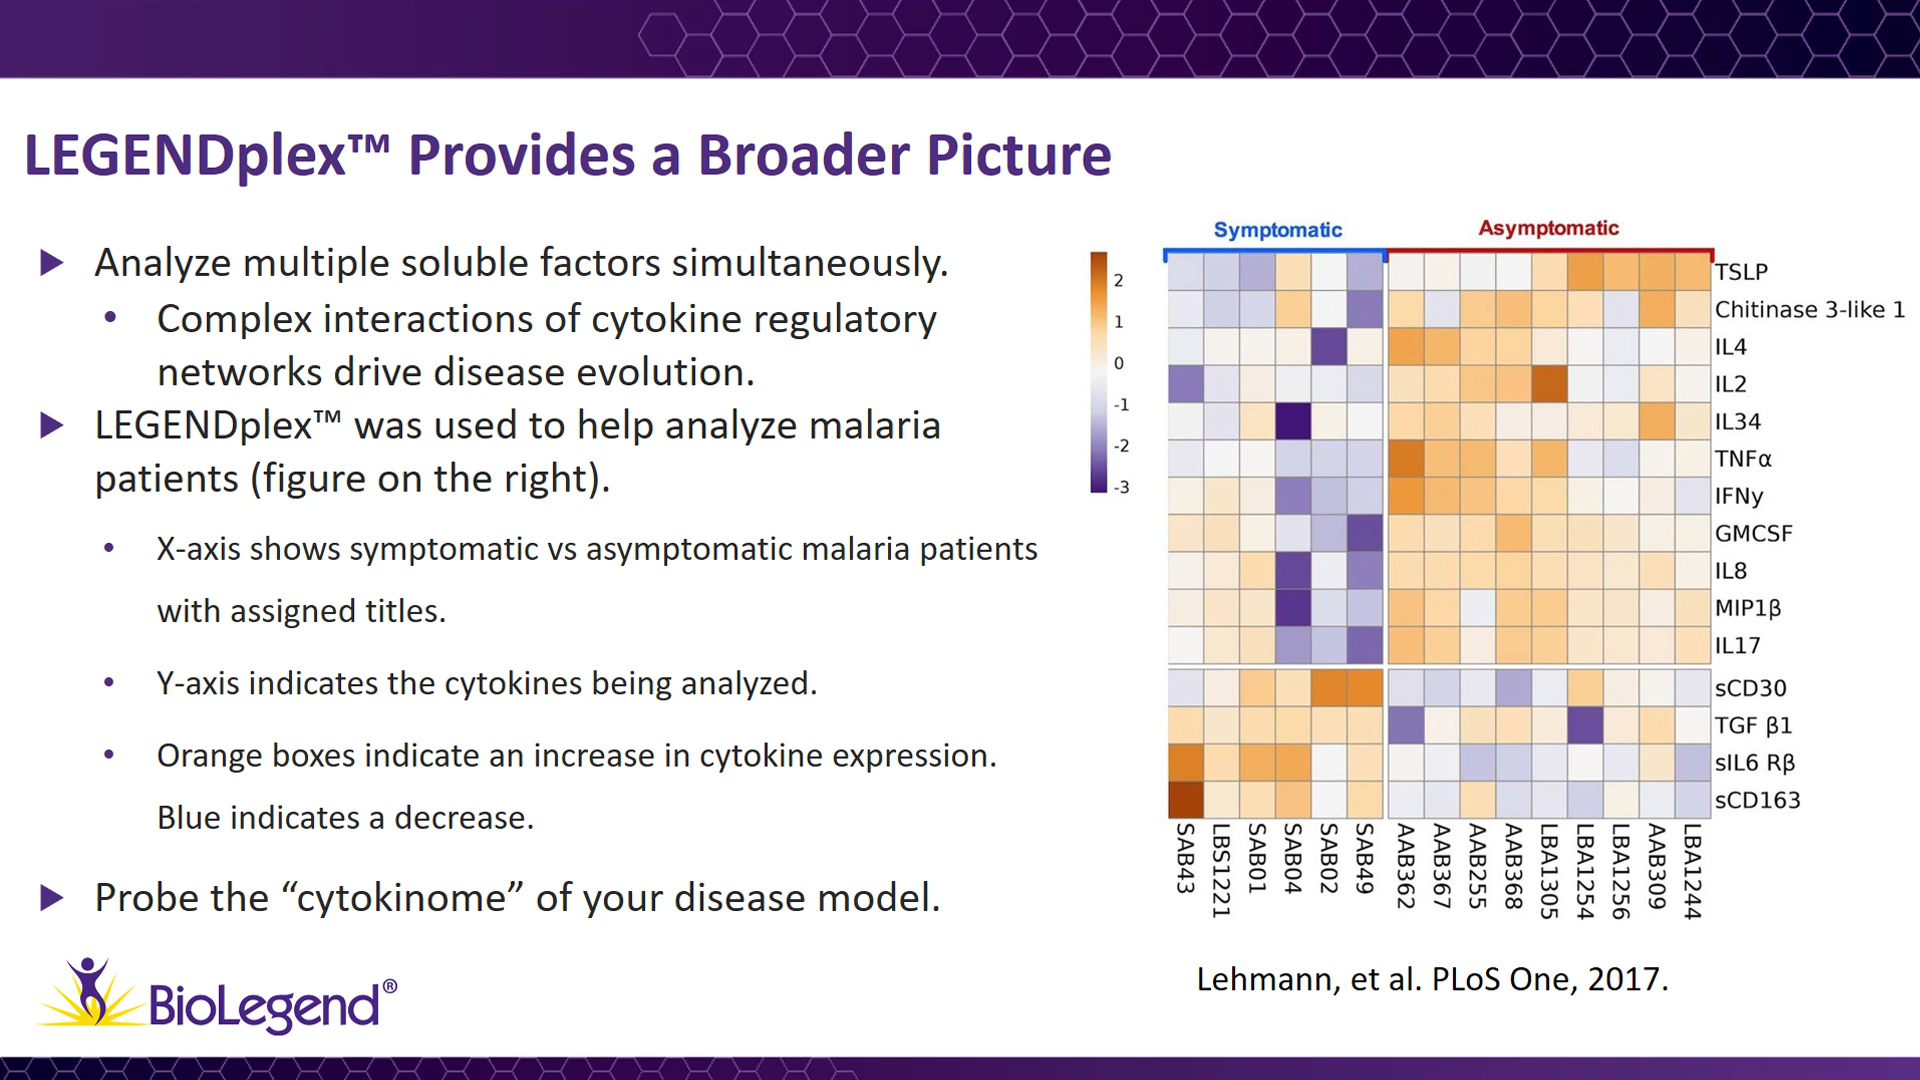 LEGENDplex™ Provides a Broader Picture
Analyze multiple soluble factors simultaneously.
Complex interactions of cytokine regulatory
networks drive disease evolution.
LEGENDplex™ was used to help analyze malaria
patients (figure on the right).
X-axis shows symptomatic vs asymptomatic malaria patients
with assigned titles.
Y-axis indicates the cytokines being analyzed.
Orange boxes indicate an increase in cytokine expression.
Blue indicates a decrease.
Probe the “cytokinome” of your disease model.
BioLegend®
Symptomatic
Asymptomatic
2
1
0
-1
-2
-3
TSLP
Chitinase 3-like 1
IL4
IL2
IL34
TNFα
IFNy
GMCSF
IL8
MIP1β
IL17
sCD30
TGF β1
sIL6 Rβ
sCD163
SAB43
LBS1221
SAB01
SAB04
SAB02
SAB49
AAB362
AAB367
AAB255
AAB368
LBA1305
LBA1254
LBA1256
AAB309
LBA1244
Lehmann, et al. PLoS One, 2017.